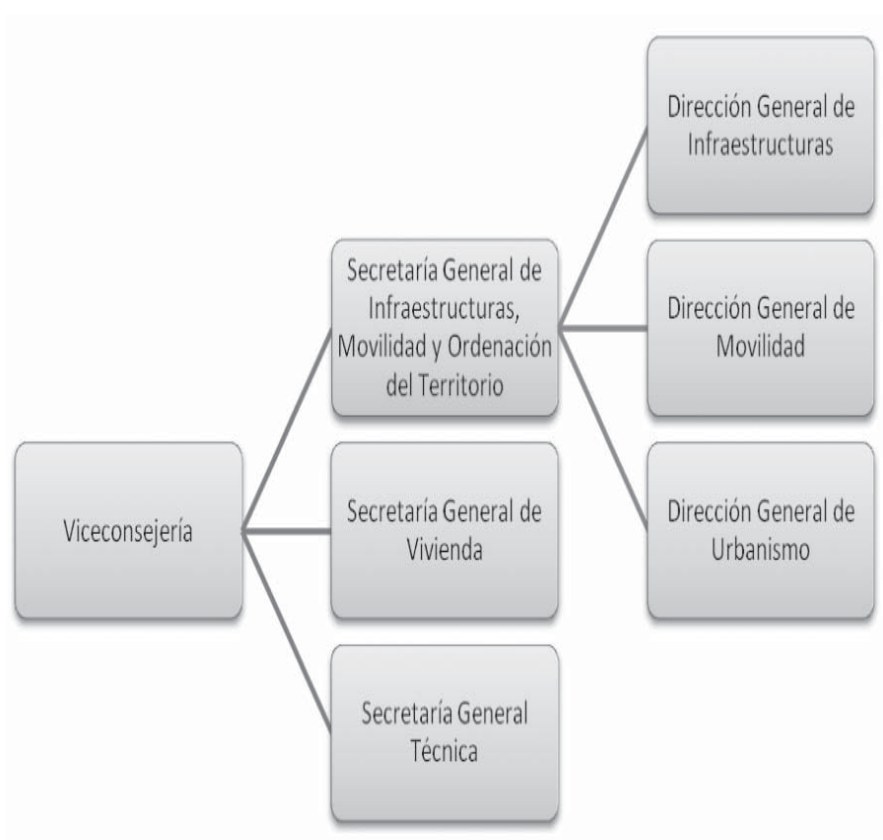 Viceconsejería
Secretaría General de
Infraestructuras,
Movilidad y Ordenación
del Territorio
Secretaría General de
Vivienda
Secretaría General
Técnica
Dirección General de
Infraestructuras
Dirección General de
Movilidad
Dirección General de
Urbanismo